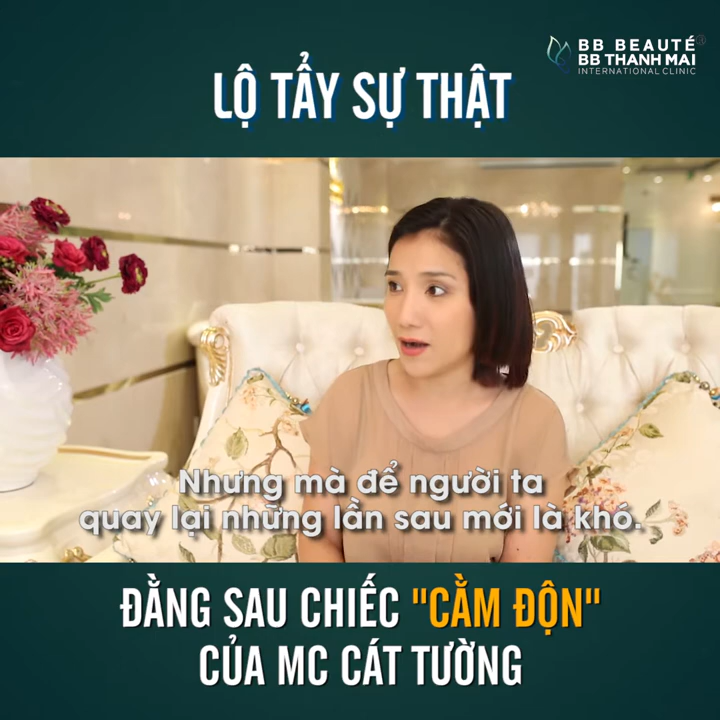 BB BEAUTÉ
BB THANH MAI
INTERNATIONAL CLINIC
LỘ TẨY SỰ THẬT
Nhưng mà để người ta
quay lại những lần sau mới là khó.
ĐẰNG SAU CHIẾC "CẰM ĐỘN"
CỦA MC CÁT TƯỜNG